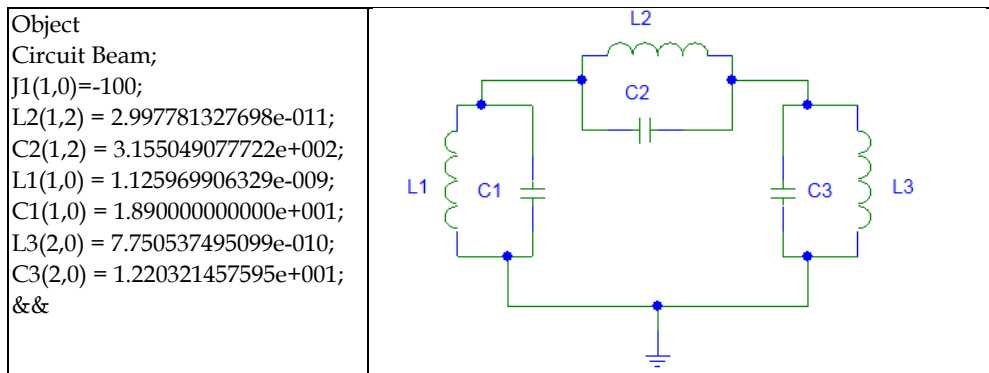 Object
Circuit Beam;
J1(1,0)=-100;
L2(1,2) = 2.997781327698e-011;
C2(1,2) = 3.155049077722e+002;
L1(1,0) = 1.125969906329e-009;
C1(1,0) = 1.890000000000e+001;
L3(2,0) = 7.750537495099e-010;
C3(2,0) = 1.220321457595e+001;
&&
L2
C2
L1
C1
C3
L3